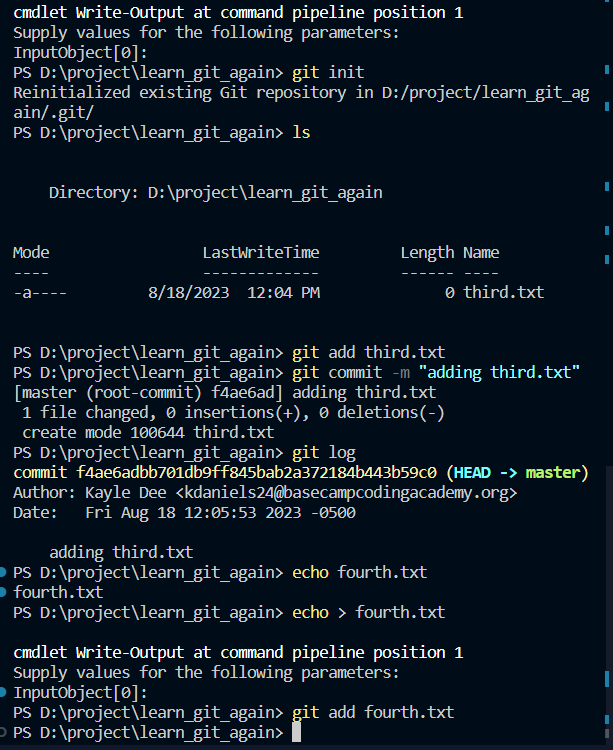 cmdlet Write-Output at command pipeline position 1
Supply values for the following parameters:
InputObject[0]:
PS D:\project\learn_git_again> git init
Reinitialized existing Git repository in D:/project/learn_git_ag
ain/.git/
PS D:\project\learn_git_again> ls
Directory: D:\project\learn_git_again
Mode                 LastWriteTime         Length Name
----                 -------------         ------ ----
-a----         8/18/2023  12:04 PM              0 third.txt
PS D:\project\learn_git_again> git add third.txt
PS D:\project\learn_git_again> git commit -m "adding third.txt"
[master (root-commit) f4ae6ad] adding third.txt
1 file changed, 0 insertions(+), 0 deletions(-)
create mode 100644 third.txt
PS D:\project\learn_git_again> git log
commit f4ae6adbb701db9ff845bab2a372184b443b59c0 (HEAD -> master)
Author: Kayle Dee <kdaniels24@basecampcodingacademy.org>
Date:   Fri Aug 18 12:05:53 2023 -0500
adding third.txt
PS D:\project\learn_git_again> echo fourth.txt
fourth.txt
PS D:\project\learn_git_again> echo > fourth.txt
cmdlet Write-Output at command pipeline position 1
Supply values for the following parameters:
InputObject[0]:
PS D:\project\learn_git_again> git add fourth.txt
PS D:\project\learn_git_again>